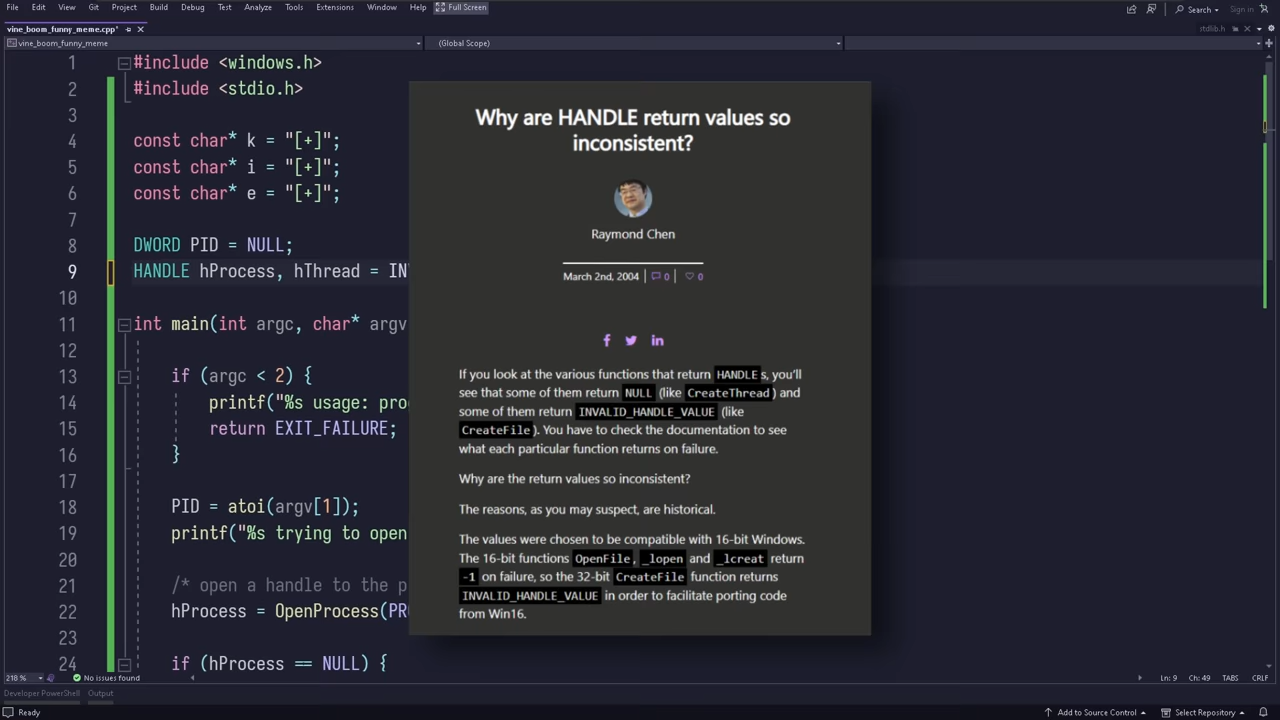 File Edit View Git Project Build Debug Test Analyze Tools Extensions Window Help Full Screen Search Sign in
vine_boom_funny_meme.cpp* stdlib.h
vine_boom_funny_meme (Global Scope)
1 #include <windows.h>
2 #include <stdio.h>
3
4 const char* k = "[+]";
5 const char* i = "[+]";
6 const char* e = "[+]";
7
8 DWORD PID = NULL;
9 HANDLE hProcess, hThread = IN
10
11 int main(int argc, char* argv
12
13 if (argc < 2) {
14 printf("%s usage: pro
15 return EXIT_FAILURE;
16 }
17
18 PID = atoi(argv[1]);
19 printf("%s trying to open
20
21 /* open a handle to the p
22 hProcess = OpenProcess(PR
23
24 if (hProcess == NULL) {
Why are HANDLE return values so
inconsistent?
Raymond Chen
March 2nd, 2004 0 0
If you look at the various functions that return HANDLEs, you'll
see that some of them return NULL (like CreateThread) and
some of them return INVALID_HANDLE_VALUE (like
CreateFile). You have to check the documentation to see
what each particular function returns on failure.
Why are the return values so inconsistent?
The reasons, as you may suspect, are historical.
The values were chosen to be compatible with 16-bit Windows.
The 16-bit functions OpenFile, _lopen and _lcreat return
-1 on failure, so the 32-bit CreateFile function returns
INVALID_HANDLE_VALUE in order to facilitate porting code
from Win16.
218 % No issues found Ln: 9 Ch: 49 TABS CRLF
Developer PowerShell Output
Ready Add to Source Control Select Repository